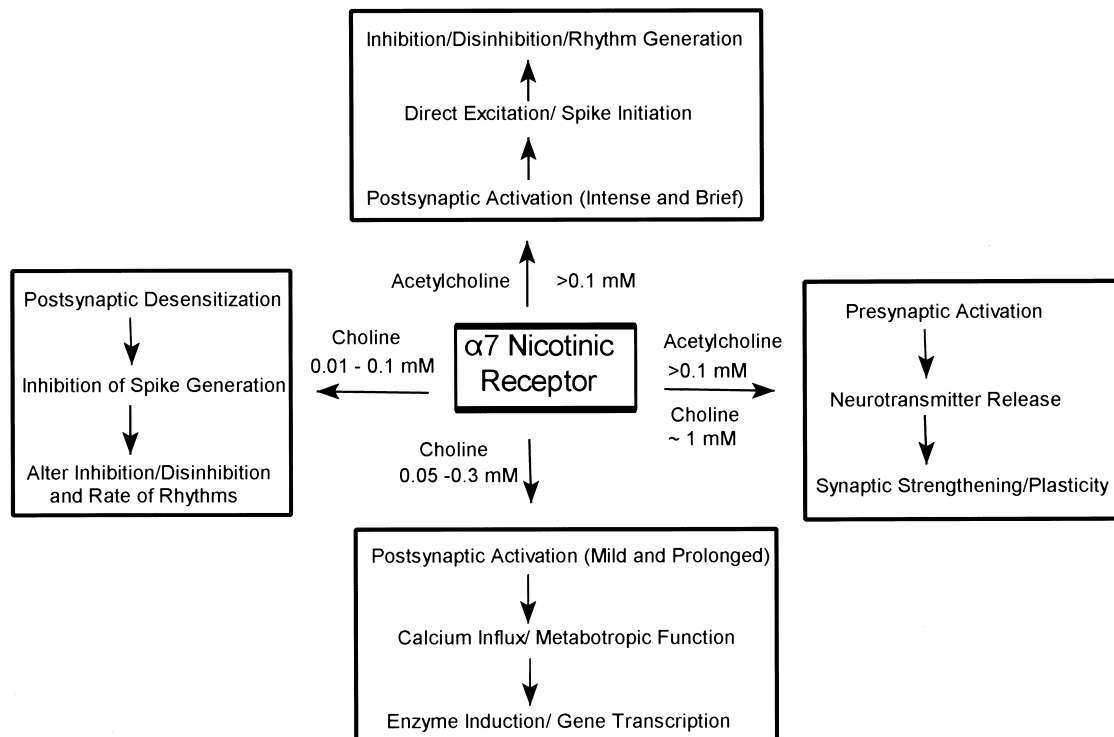 Inhibition/Disinhibition/Rhythm Generation
Direct Excitation/ Spike Initiation
Postsynaptic Activation (Intense and Brief)
Acetylcholine >0.1 mM
Postsynaptic Desensitization
Inhibition of Spike Generation
Alter Inhibition/Disinhibition
and Rate of Rhythms
Choline
0.01 - 0.1 mM
α7 Nicotinic
Receptor
Acetylcholine
>0.1 mM
Choline
~ 1 mM
Presynaptic Activation
Neurotransmitter Release
Synaptic Strengthening/Plasticity
Choline
0.05 -0.3 mM
Postsynaptic Activation (Mild and Prolonged)
Calcium Influx/ Metabotropic Function
Enzyme Induction/ Gene Transcription